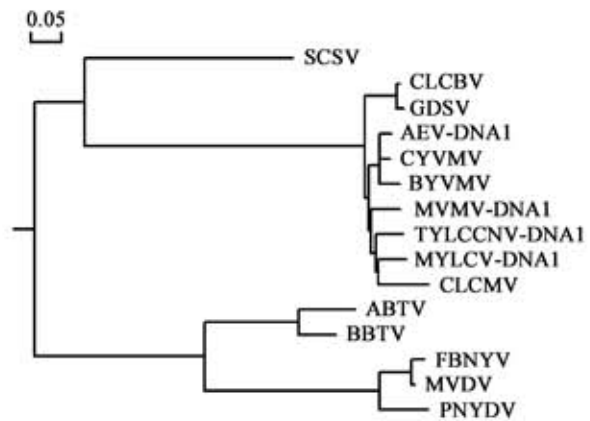 0.05
SCSV
CLCBV
GDSV
AEV-DNA1
CYVMV
BYVMV
MVMV-DNA1
TYLCCNV-DNA1
MYLCV-DNA1
CLCMV
ABTV
BBTV
FBNYV
MVDV
PNYDV